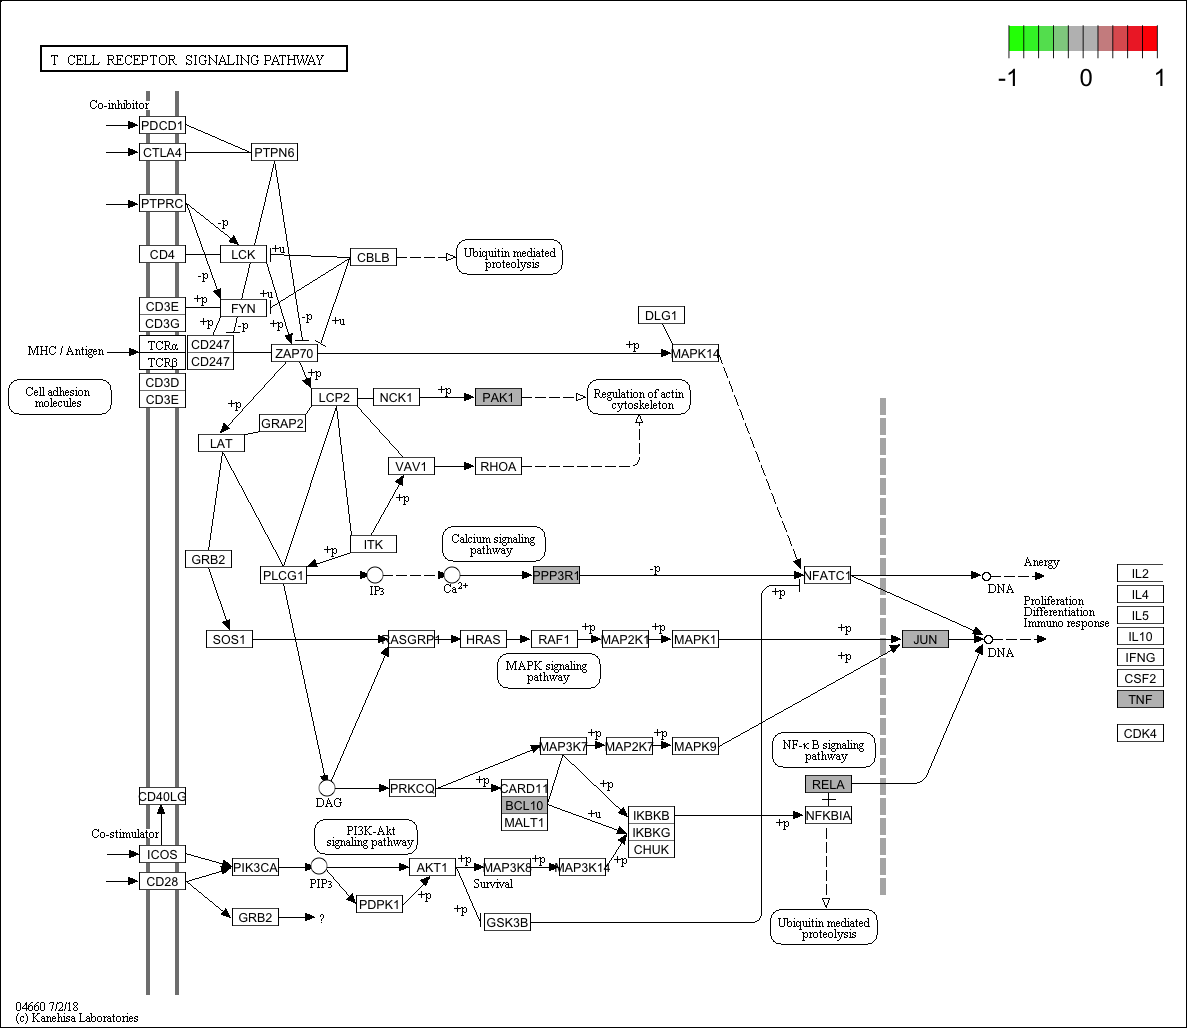 T CELL RECEPTOR SIGNALING PATHWAY
-1
0
1
Co-inhibitor
PDCD1
CTLA4
PTPN6
PTPRC
-p
CD4
LCK
+u
CBLB
Ubiquitin mediated
proteolysis
-p
CD3E
+p
FYN
+u
CD3G
+p
-p
+p
-p
+u
DLG1
MHC / Antigen
TCRα
CD247
TCRβ
CD247
ZAP70
+p
MAPK14
Cell adhesion
molecules
CD3D
CD3E
+p
LCP2
NCK1
+p
PAK1
Regulation of actin
cytoskeleton
+p
GRAP2
LAT
VAV1
RHOA
+p
ITK
+p
GRB2
Calcium signaling
pathway
PLCG1
IP3
Ca2+
PPP3R1
-p
NFATC1
+p
DNA
Anergy
Proliferation
Differentiation
Immuno response
IL2
IL4
IL5
IL10
IFNG
CSF2
TNF
CDK4
SOS1
RASGRP1
HRAS
RAF1
+p
MAP2K1
+p
MAPK1
+p
JUN
DNA
+p
MAPK signaling
pathway
MAP3K7
+p
MAP2K7
+p
MAPK9
NF-κ B signaling
pathway
DAG
PRKCQ
+p
CARD11
BCL10
MALT1
+p
+u
IKBKB
IKBKG
CHUK
+p
RELA
NFKBIA
CD40LG
Co-stimulator
ICOS
CD28
PI3K-Akt
signaling pathway
PIK3CA
PIP3
AKT1
+p
MAP3K8
+p
MAP3K14
+p
Survival
PDPK1
+p
+p
GSK3B
GRB2
?
Ubiquitin mediated
proteolysis
04660 7/2/18
(c) Kanehisa Laboratories